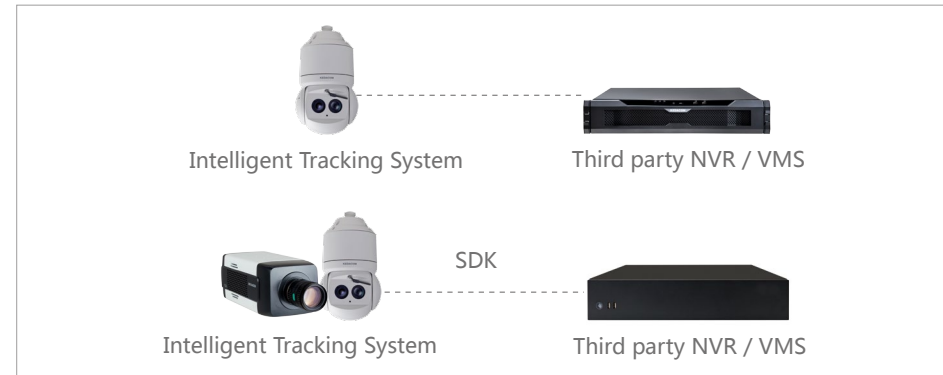 Intelligent Tracking System
Third party NVR / VMS
SDK
Intelligent Tracking System
Third party NVR / VMS